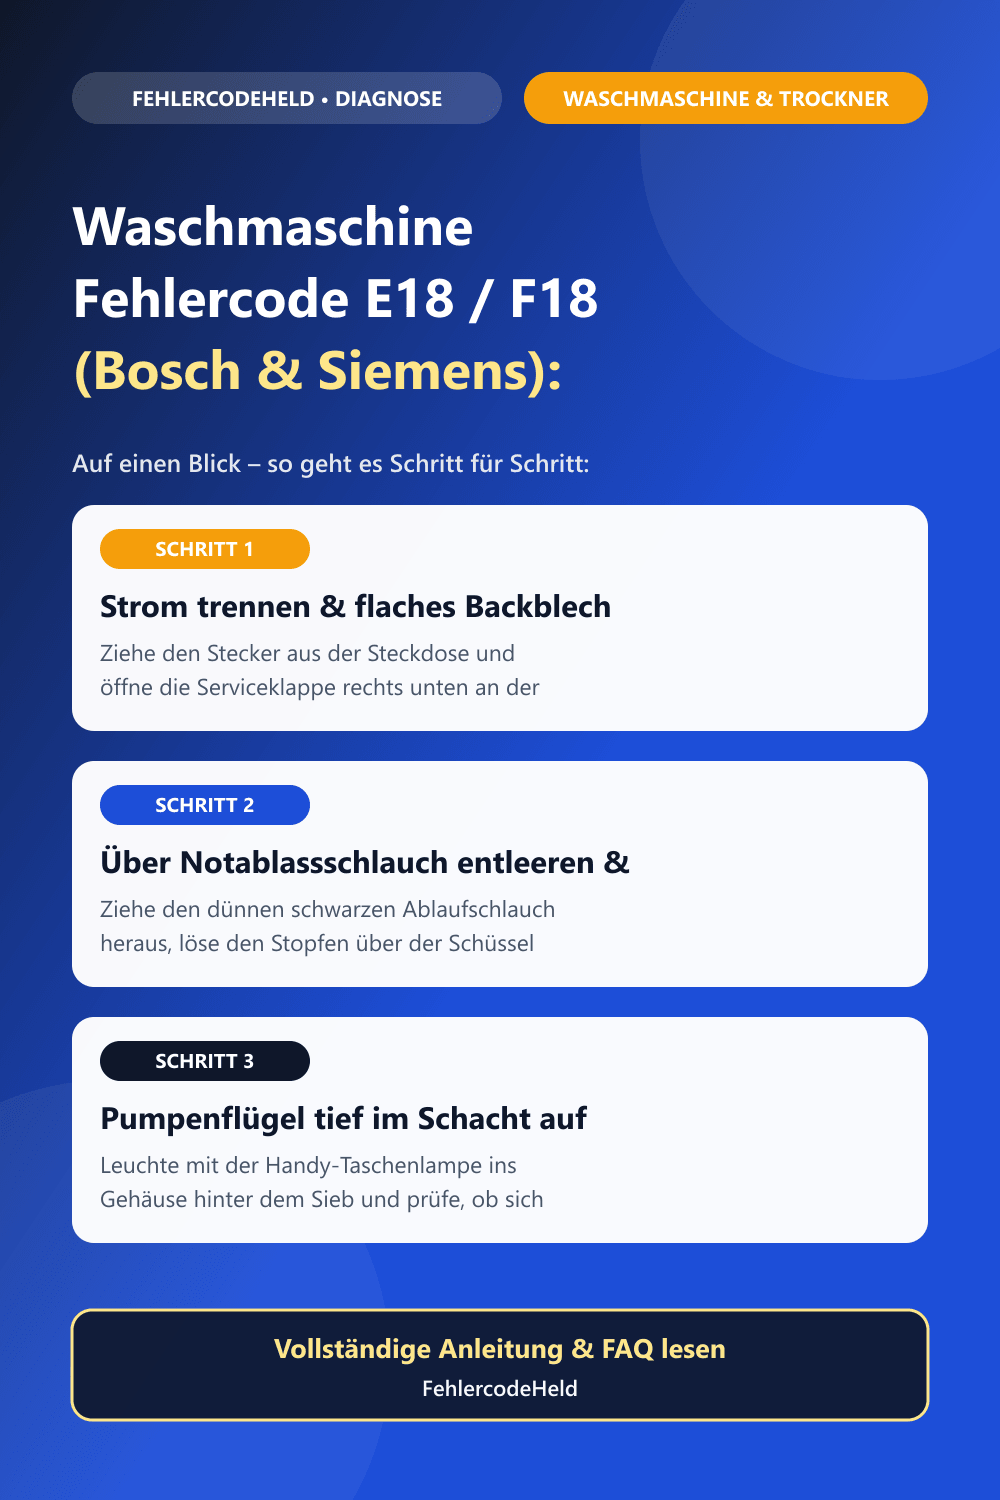 FEHLERCODEHELD • DIAGNOSE
WASCHMASCHINE & TROCKNER
Waschmaschine
Fehlercode E18 / F18
(Bosch & Siemens):
Auf einen Blick – so geht es Schritt für Schritt:
SCHRITT 1
Strom trennen & flaches Backblech
Ziehe den Stecker aus der Steckdose und
öffne die Serviceklappe rechts unten an der
SCHRITT 2
Über Notablassschlauch entleeren &
Ziehe den dünnen schwarzen Ablaufschlauch
heraus, löse den Stopfen über der Schüssel
SCHRITT 3
Pumpenflügel tief im Schacht auf
Leuchte mit der Handy-Taschenlampe ins
Gehäuse hinter dem Sieb und prüfe, ob sich
Vollständige Anleitung & FAQ lesen
FehlercodeHeld